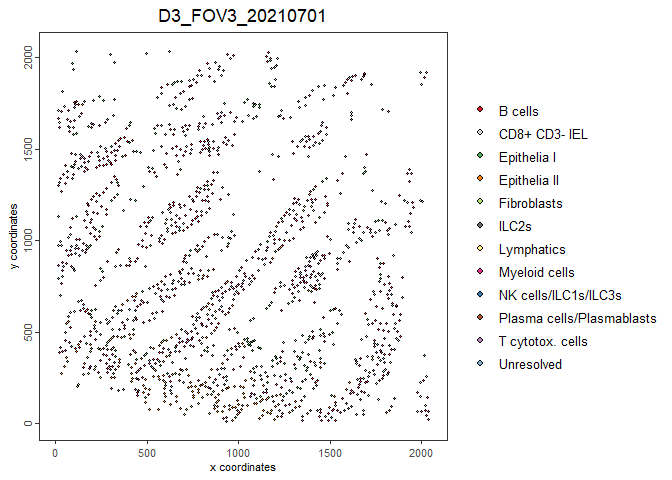 D3_FOV3_20210701
2000
1500
1000
500
0
y coordinates
0 500 1000 1500 2000
x coordinates
B cells
CD8+ CD3- IEL
Epithelia I
Epithelia II
Fibroblasts
ILC2s
Lymphatics
Myeloid cells
NK cells/ILC1s/ILC3s
Plasma cells/Plasmablasts
T cytotox. cells
Unresolved